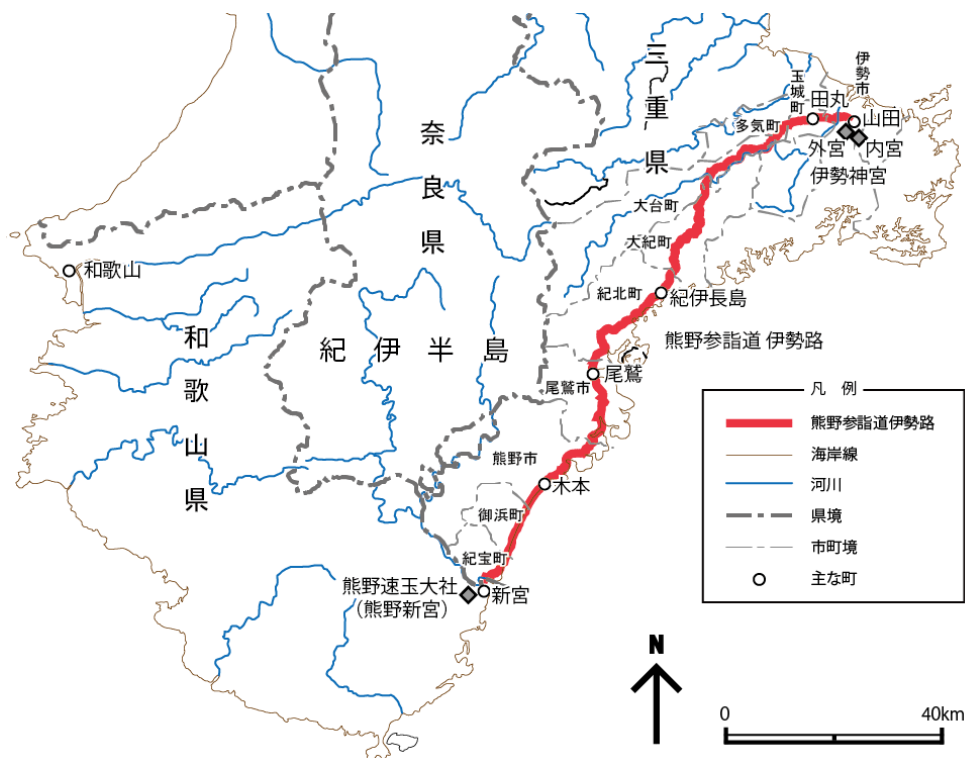 三重県
伊勢市
玉城町
田丸
山田
奈良県
多気町
外宮
内宮
伊勢神宮
大台町
大紀町
和歌山
紀北町
紀伊長島
和歌山県
紀伊半島
熊野参詣道 伊勢路
尾鷲
尾鷲市
凡 例
熊野参詣道伊勢路
海岸線
河川
県境
市町境
主な町
熊野市
木本
御浜町
紀宝町
熊野速玉大社
（熊野新宮）
新宮
N
0
40km